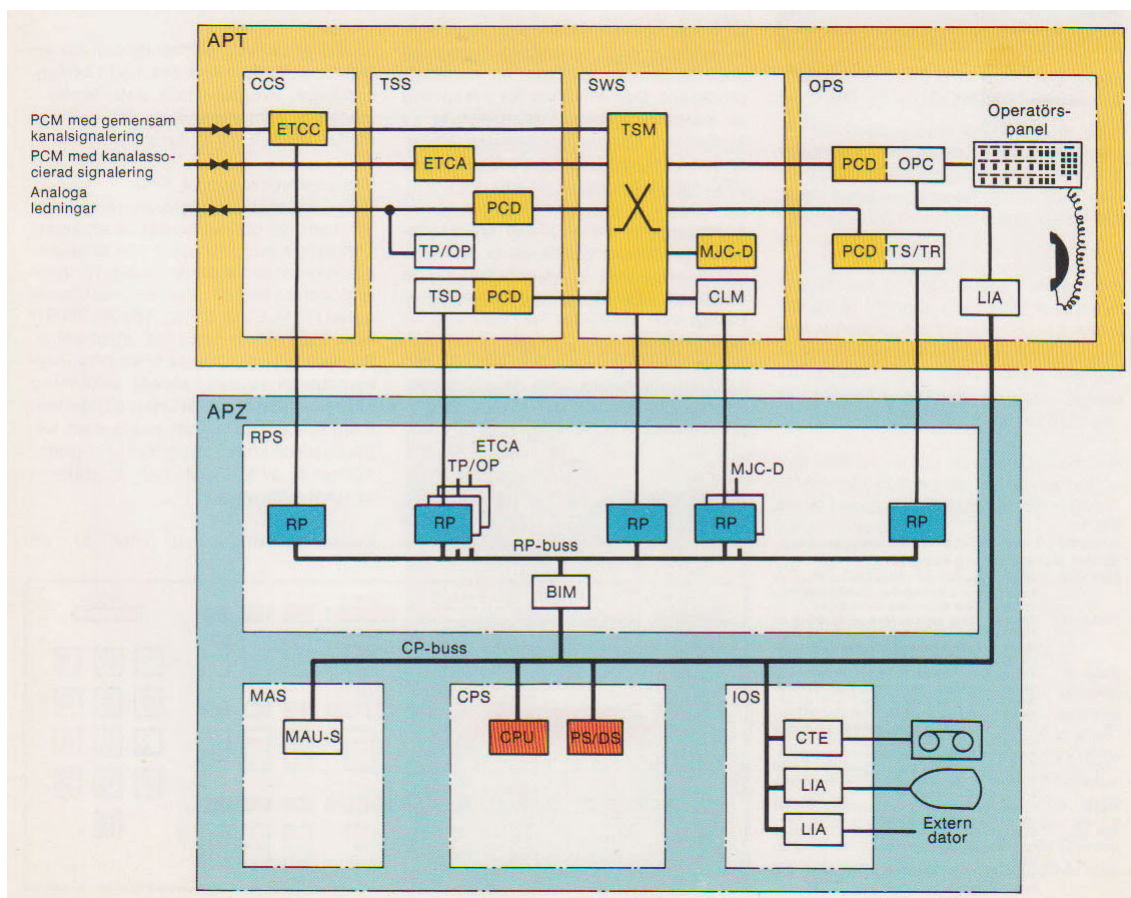 APT
CCS
TSS
SWS
OPS
PCM med gemensam
kanalsignalering
PCM med kanalasso-
cierad signalering
Analoga
ledningar
ETCC
ETCA
PCD
TP/OP
TSD
PCD
TSM
MJC-D
CLM
PCD
OPC
Operatörs-
panel
PCD
TS/TR
LIA
APZ
RPS
ETCA
TP/OP
MJC-D
RP
RP
RP
RP
RP
RP-buss
BIM
CP-buss
MAS
MAU-S
CPS
CPU
PS/DS
IOS
CTE
LIA
LIA
Extern
dator